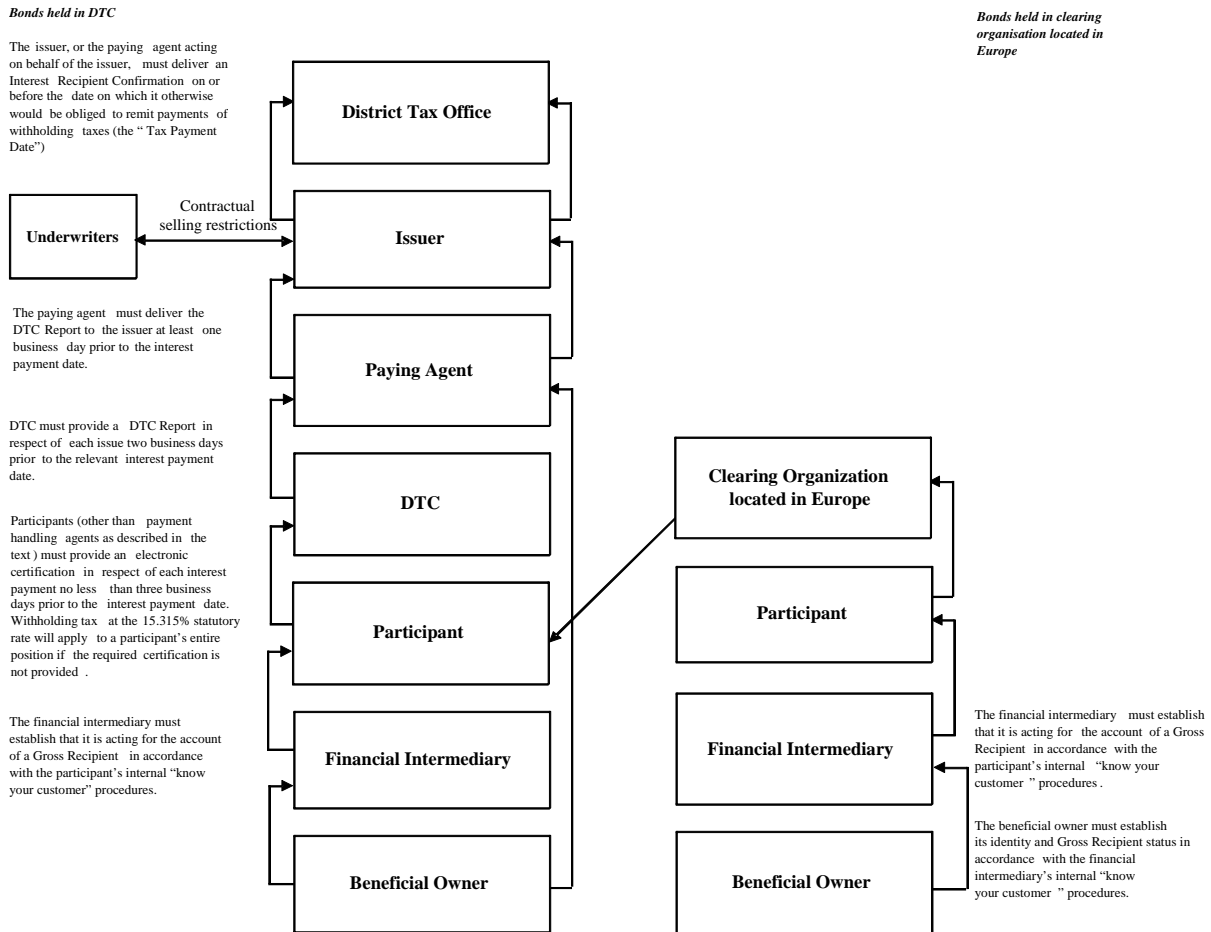 Bonds held in DTC
The issuer, or the paying agent acting
on behalf of the issuer, must deliver an
Interest Recipient Confirmation on or
before the date on which it otherwise
would be obliged to remit payments of
withholding taxes (the “ Tax Payment
Date”)
Bonds held in clearing
organisation located in
Europe
District Tax Office
Underwriters
Contractual
selling restrictions
Issuer
The paying agent must deliver the
DTC Report to the issuer at least one
business day prior to the interest
payment date.
Paying Agent
DTC must provide a DTC Report in
respect of each issue two business days
prior to the relevant interest payment
date.
DTC
Clearing Organization
located in Europe
Participants (other than payment
handling agents as described in the
text ) must provide an electronic
certification in respect of each interest
payment no less than three business
days prior to the interest payment date.
Withholding tax at the 15.315% statutory
rate will apply to a participant’s entire
position if the required certification is
not provided .
Participant
Participant
The financial intermediary must
establish that it is acting for the account
of a Gross Recipient in accordance
with the participant’s internal “know
your customer” procedures.
Financial Intermediary
Financial Intermediary
The financial intermediary must establish
that it is acting for the account of a Gross
Recipient in accordance with the
participant’s internal “know your
customer ” procedures .
Beneficial Owner
Beneficial Owner
The beneficial owner must establish
its identity and Gross Recipient status in
accordance with the financial
intermediary’s internal “know
your customer ” procedures.